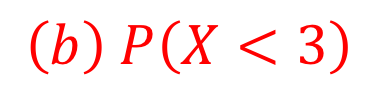 (b) P(X < 3)